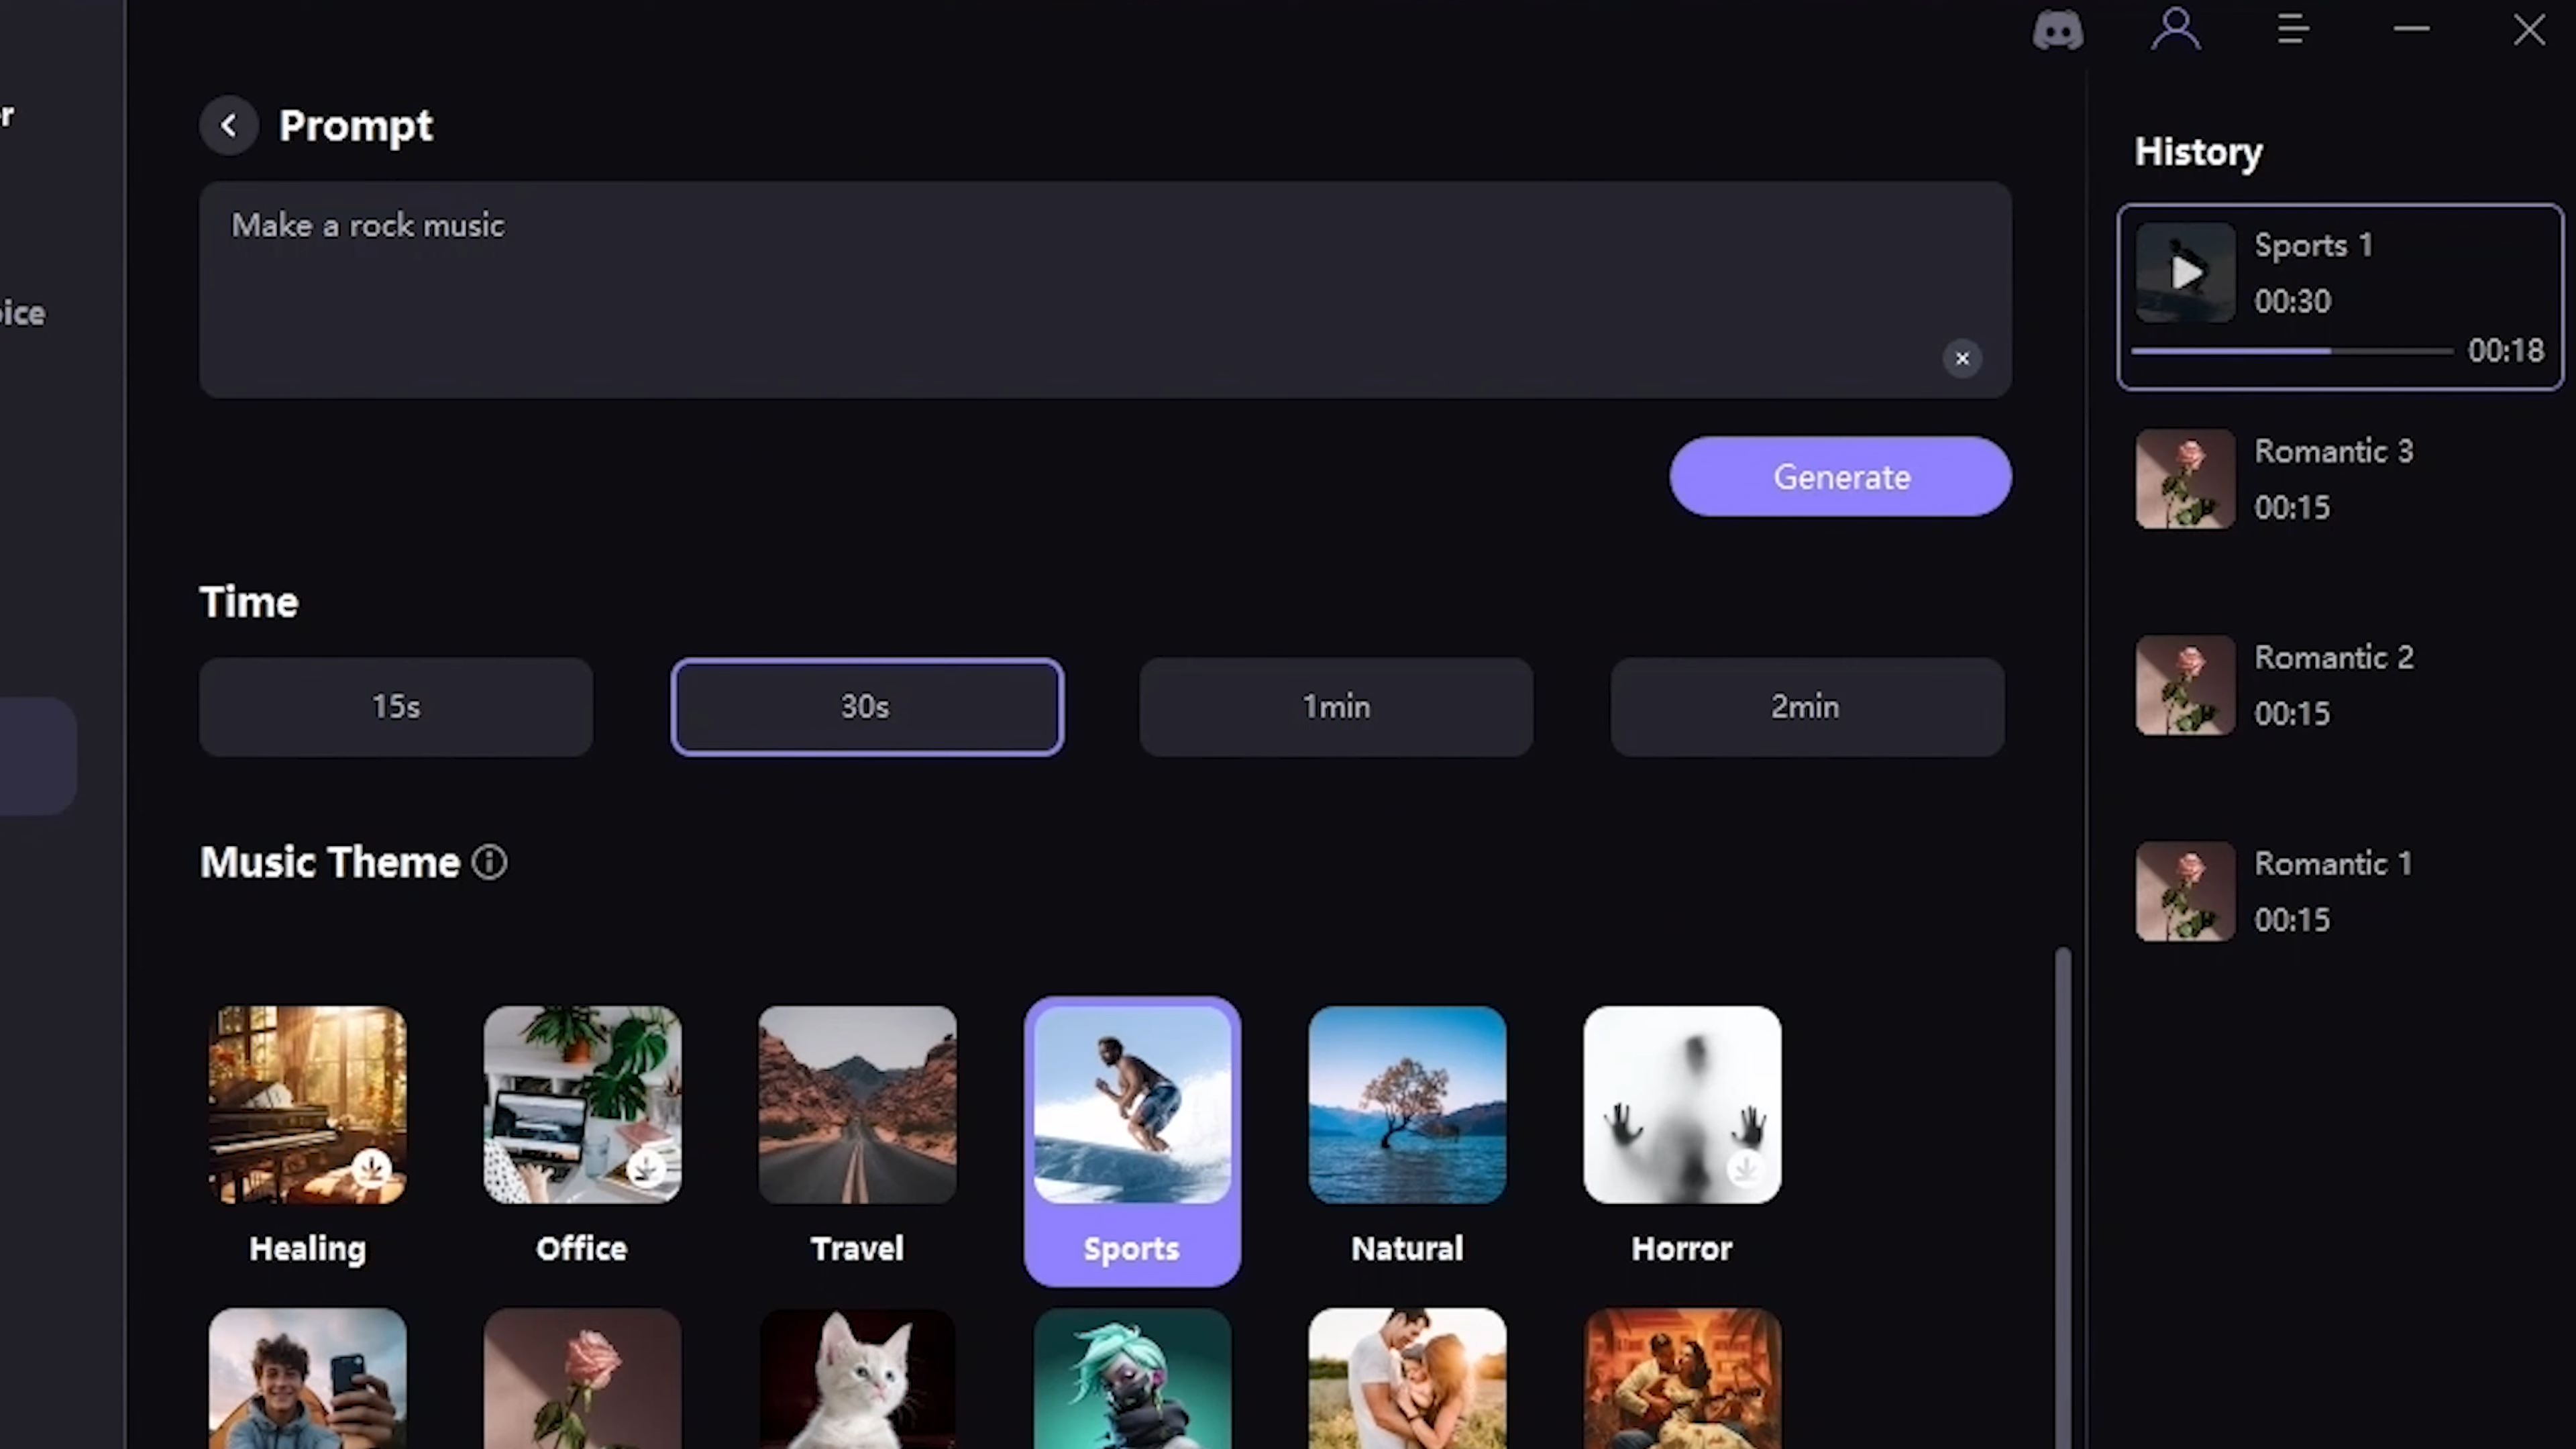 Prompt
Make a rock music
Generate
Time
15s
30s
1min
2min
Music Theme
Healing
Office
Travel
Sports
Natural
Horror
History
Sports 1
00:30
00:18
Romantic 3
00:15
Romantic 2
00:15
Romantic 1
00:15